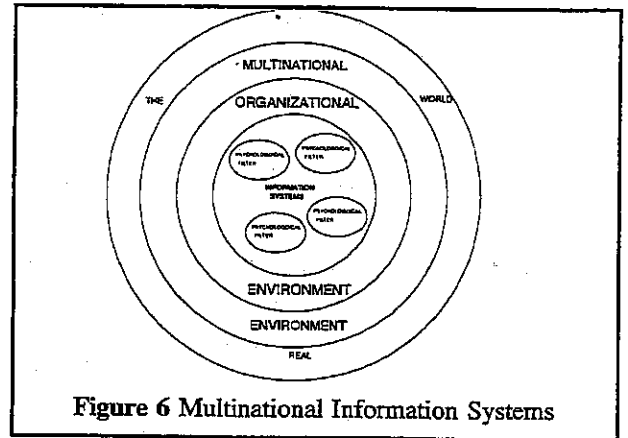 MULTINATIONAL
THE
WORLD
ORGANIZATIONAL
PSYCHOLOGICAL
FILTER
PSYCHOLOGICAL
FILTER
INFORMATION
SYSTEMS
PSYCHOLOGICAL
FILTER
PSYCHOLOGICAL
FILTER
ENVIRONMENT
ENVIRONMENT
REAL
Figure 6 Multinational Information Systems